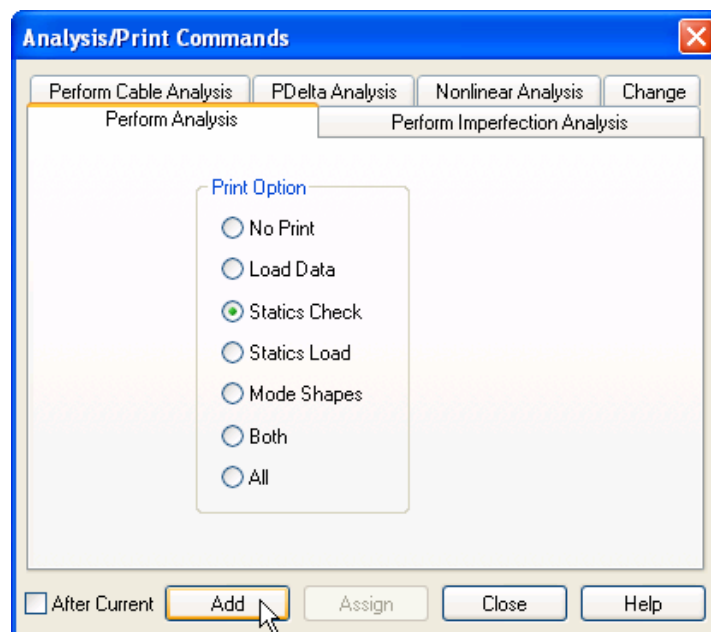 Analysis/Print Commands
Perform Cable Analysis PDelta Analysis Nonlinear Analysis Change
Perform Analysis Perform Imperfection Analysis
Print Option
No Print
Load Data
Statics Check
Statics Load
Mode Shapes
Both
All
After Current Add Assign Close Help